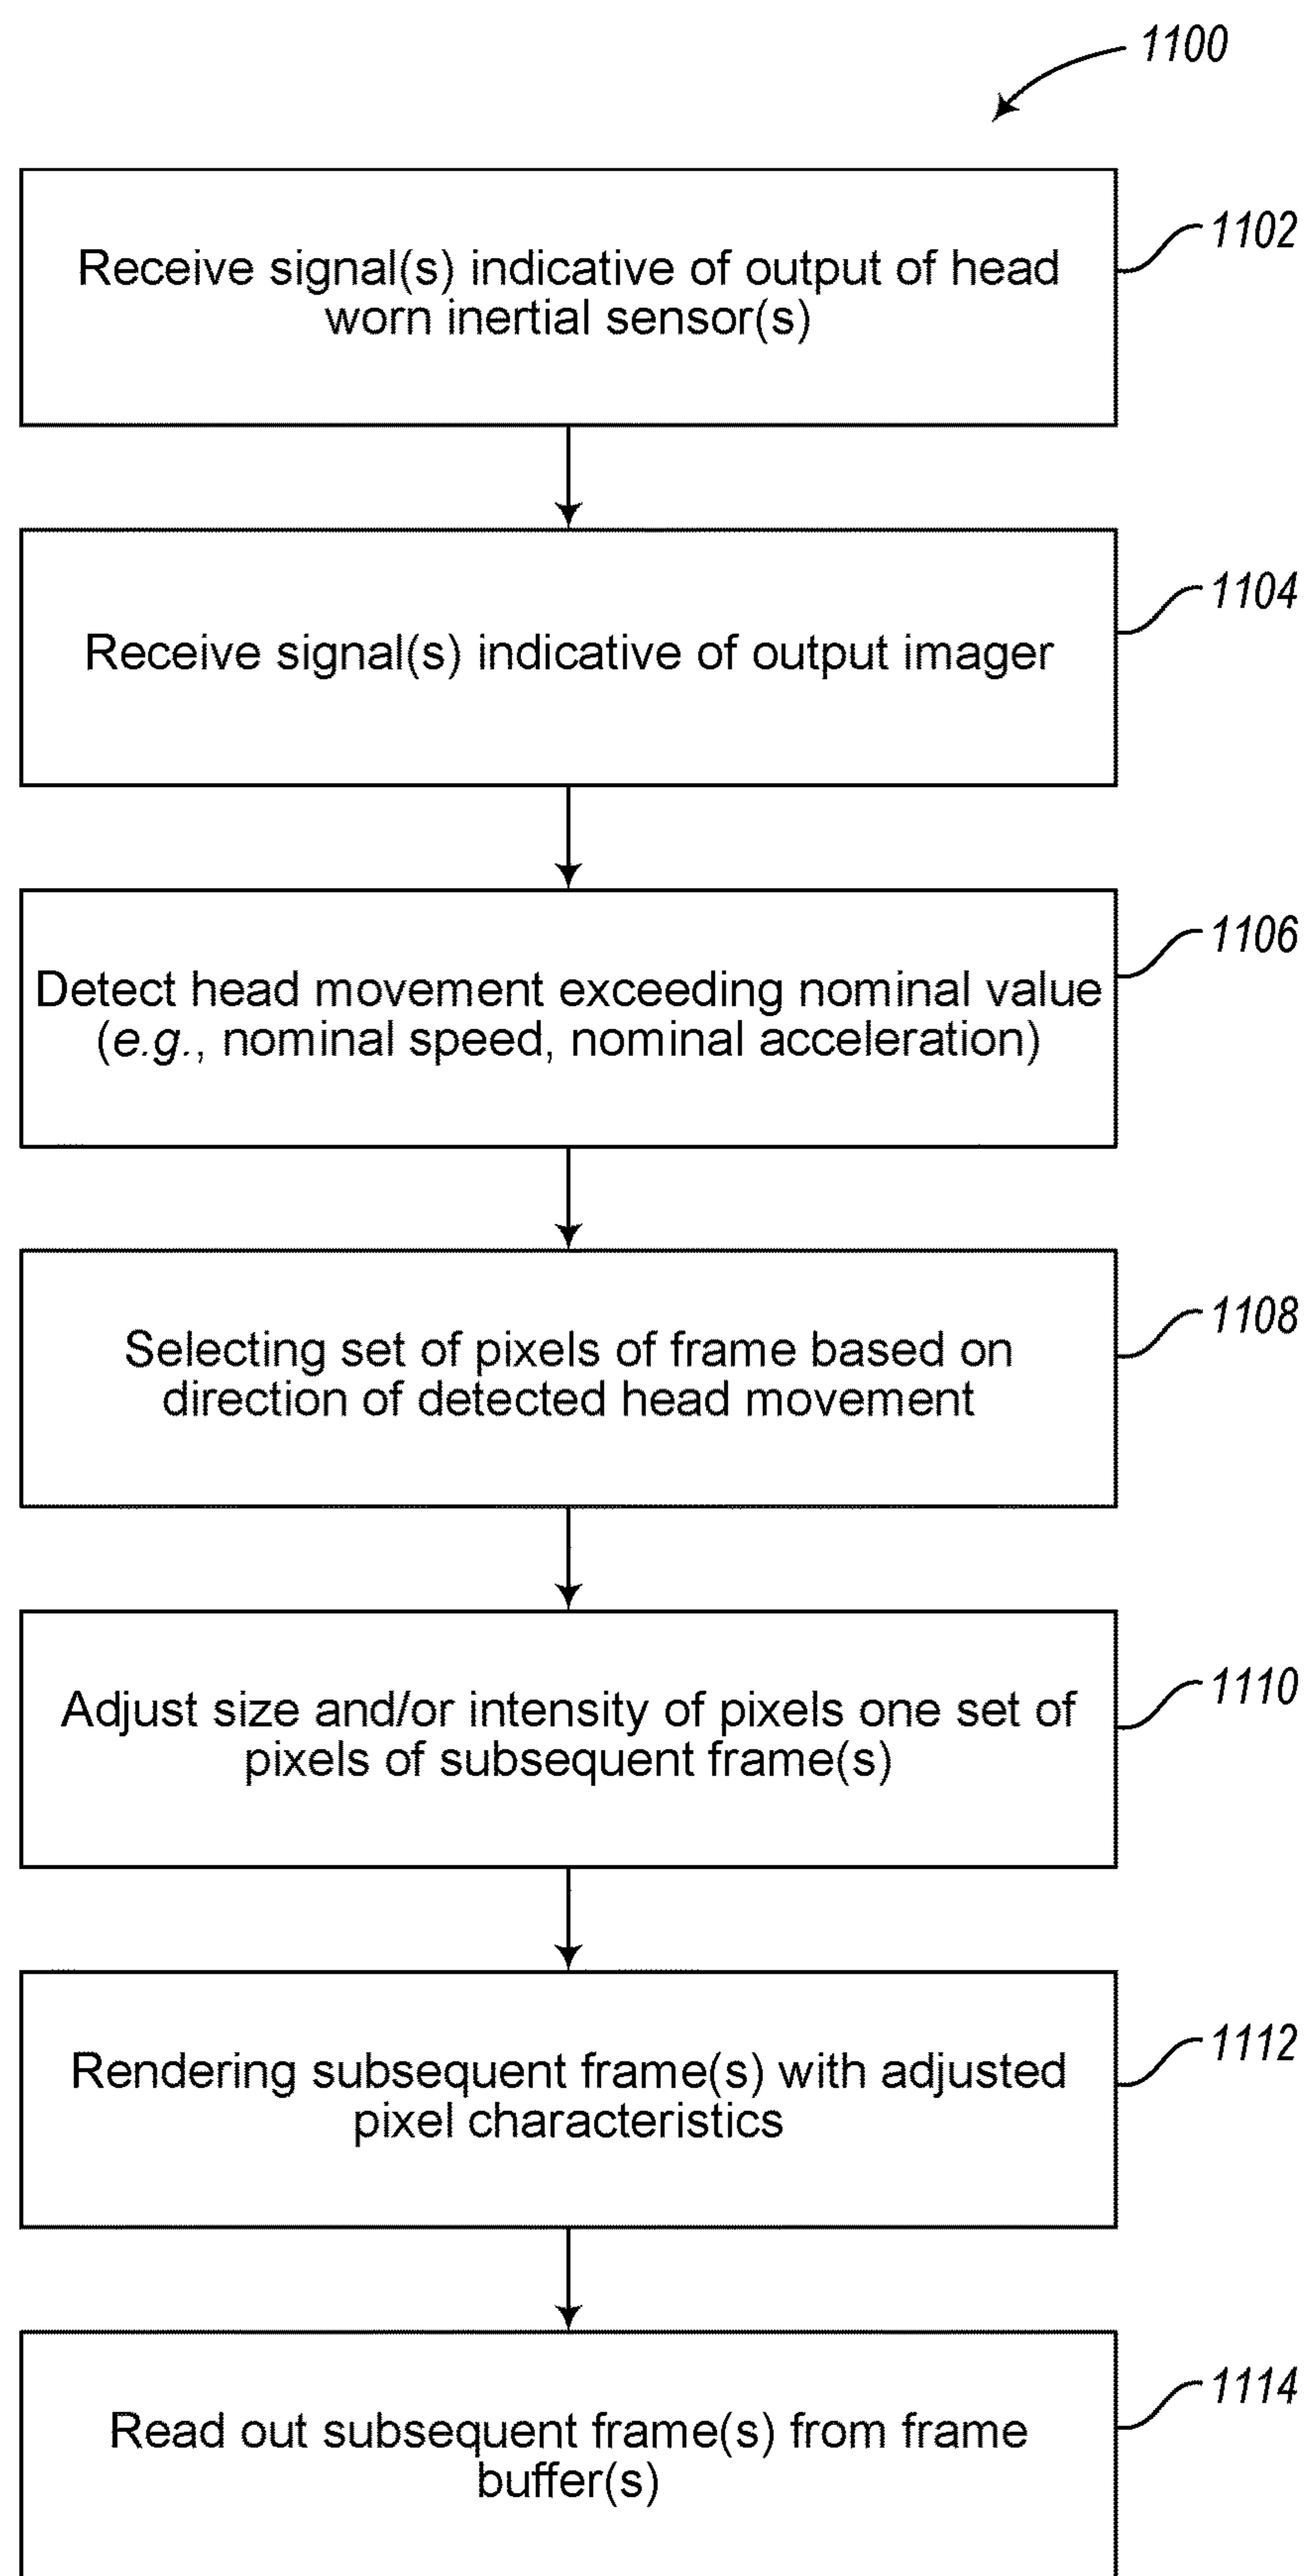 1100
Receive signal(s) indicative of output of head
worn inertial sensor(s)
1102
Receive signal(s) indicative of output imager
1104
Detect head movement exceeding nominal value
(e.g., nominal speed, nominal acceleration)
1106
Selecting set of pixels of frame based on
direction of detected head movement
1108
Adjust size and/or intensity of pixels one set of
pixels of subsequent frame(s)
1110
Rendering subsequent frame(s) with adjusted
pixel characteristics
1112
Read out subsequent frame(s) from frame
buffer(s)
1114